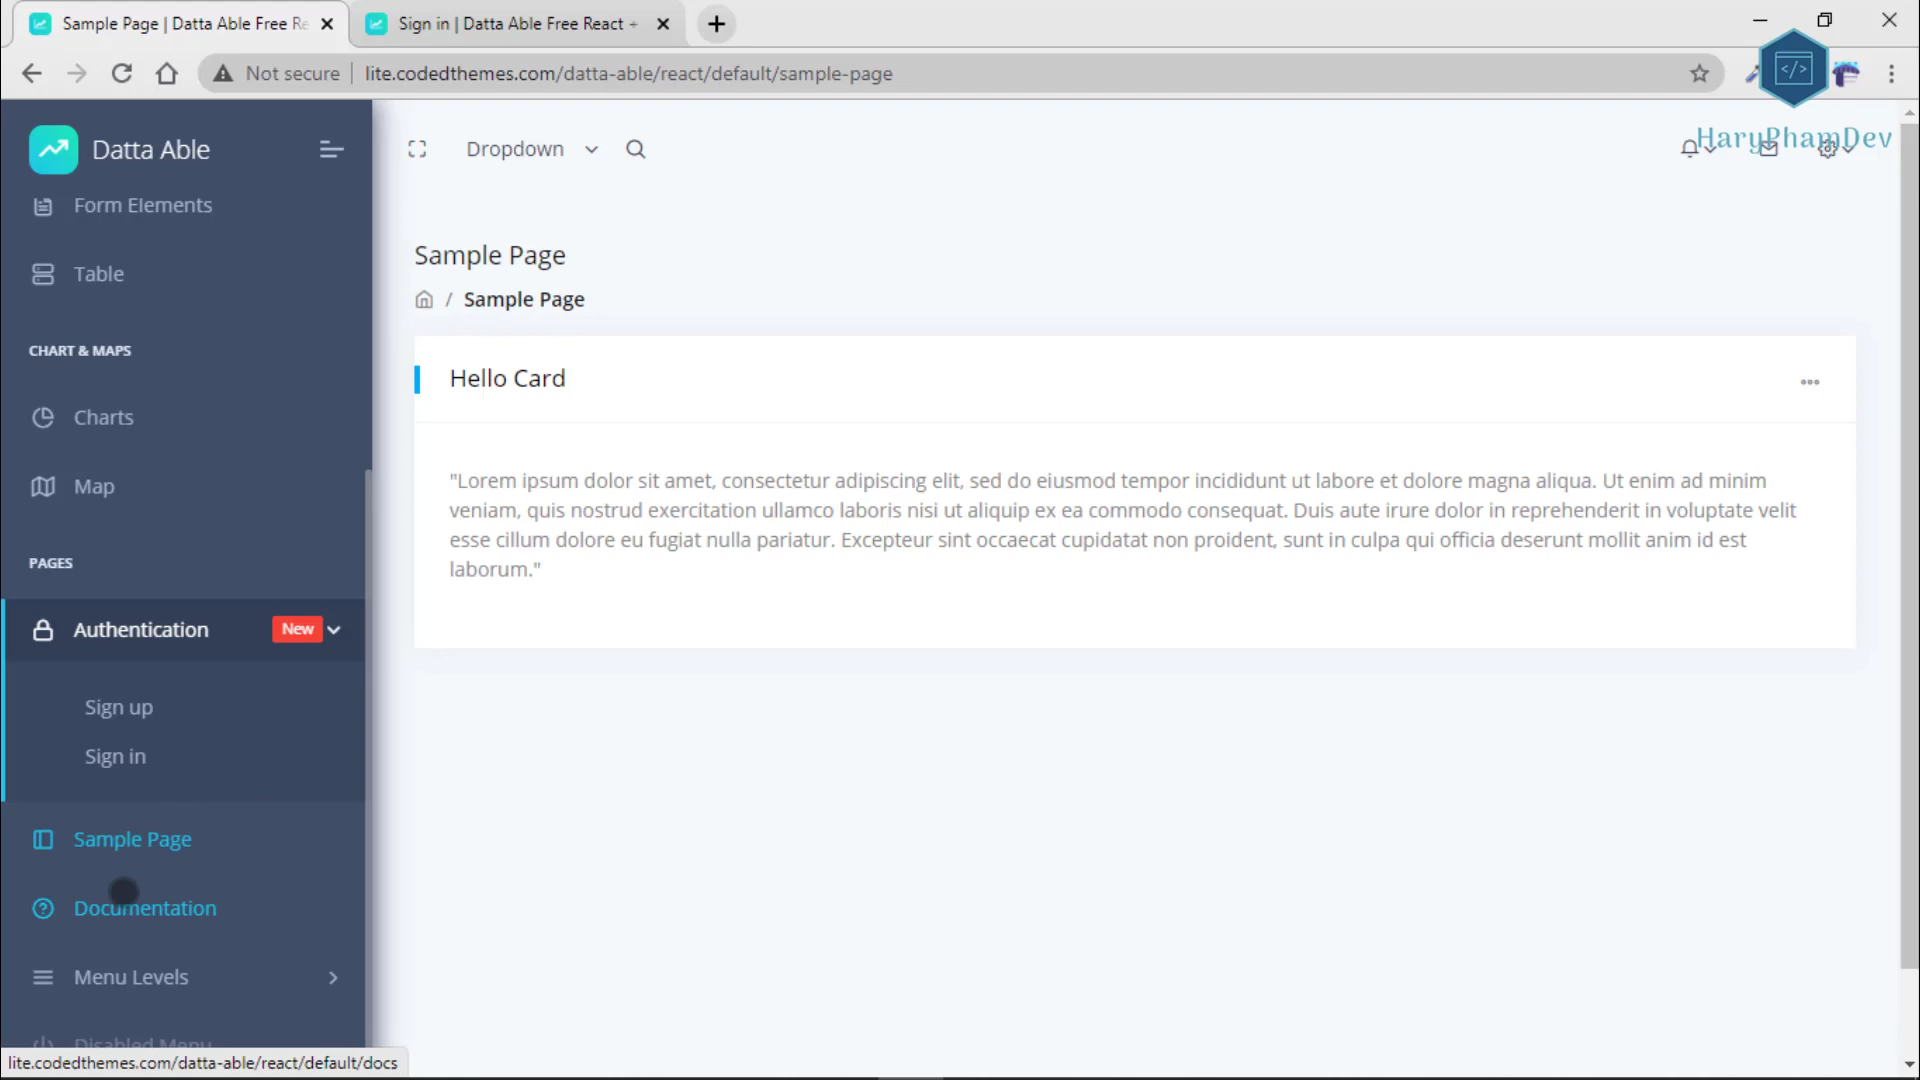 Sample Page | Datta Able Free Re
Sign in | Datta Able Free React +
Not secure
lite.codedthemes.com/datta-able/react/default/sample-page
</>
HaryPhamDev
Datta Able
Dropdown
Form Elements
Table
CHART & MAPS
Charts
Map
PAGES
Authentication New
Sign up
Sign in
Sample Page
Documentation
Menu Levels
Disabled Menu
lite.codedthemes.com/datta-able/react/default/docs
Sample Page
/ Sample Page
Hello Card
"Lorem ipsum dolor sit amet, consectetur adipiscing elit, sed do eiusmod tempor incididunt ut labore et dolore magna aliqua. Ut enim ad minim
veniam, quis nostrud exercitation ullamco laboris nisi ut aliquip ex ea commodo consequat. Duis aute irure dolor in reprehenderit in voluptate velit
esse cillum dolore eu fugiat nulla pariatur. Excepteur sint occaecat cupidatat non proident, sunt in culpa qui officia deserunt mollit anim id est
laborum."